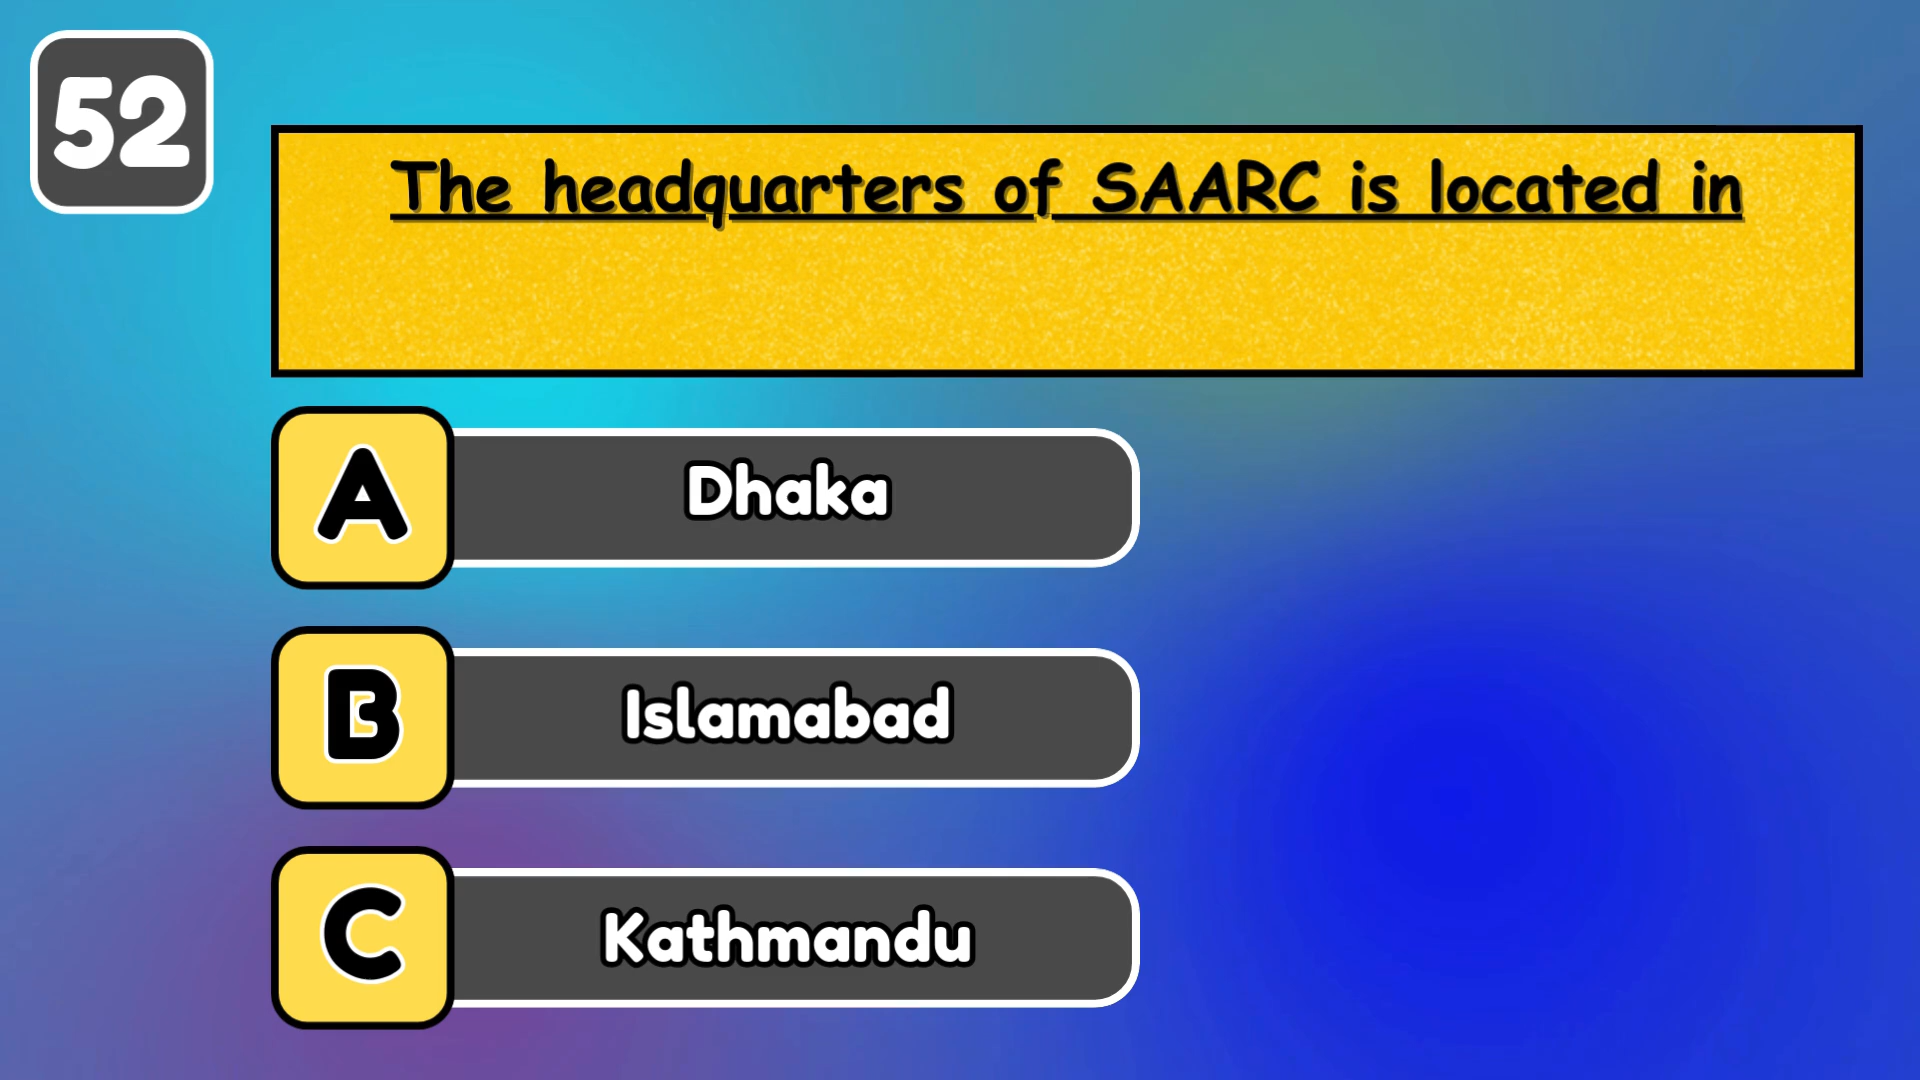 52
The headquarters of SAARC is located in
A
Dhaka
B
Islamabad
C
Kathmandu